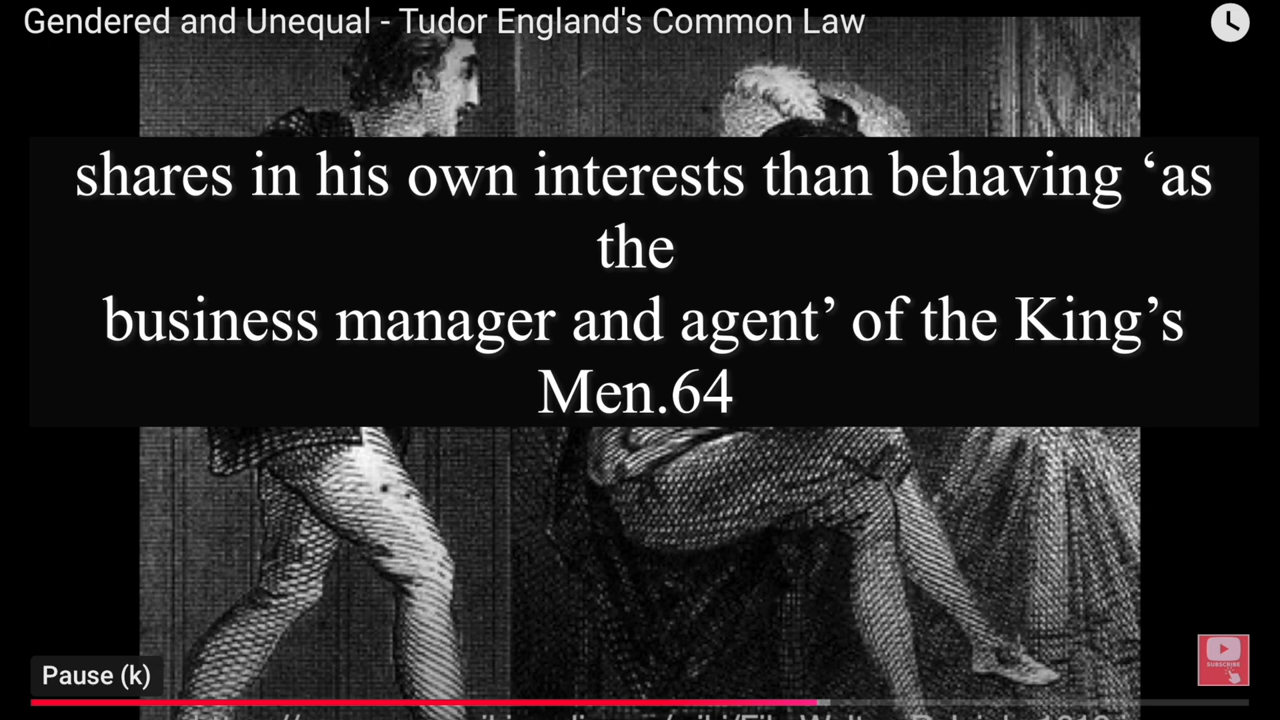 Gendered and Unequal - Tudor England's Common Law
shares in his own interests than behaving ‘as
the
business manager and agent’ of the King’s
Men.64
SUBSCRIBE
Pause (k)